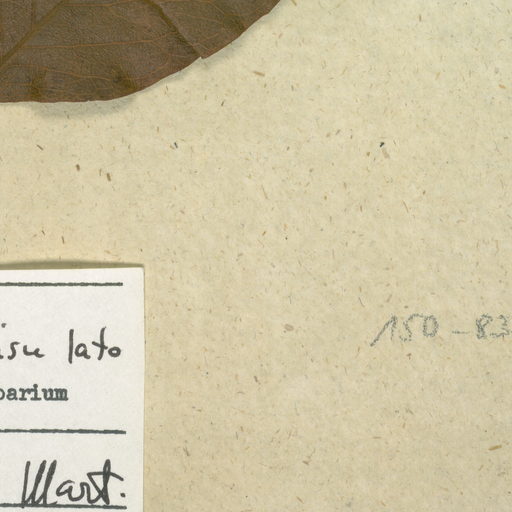 150-83
isu lato
barium
Mart.